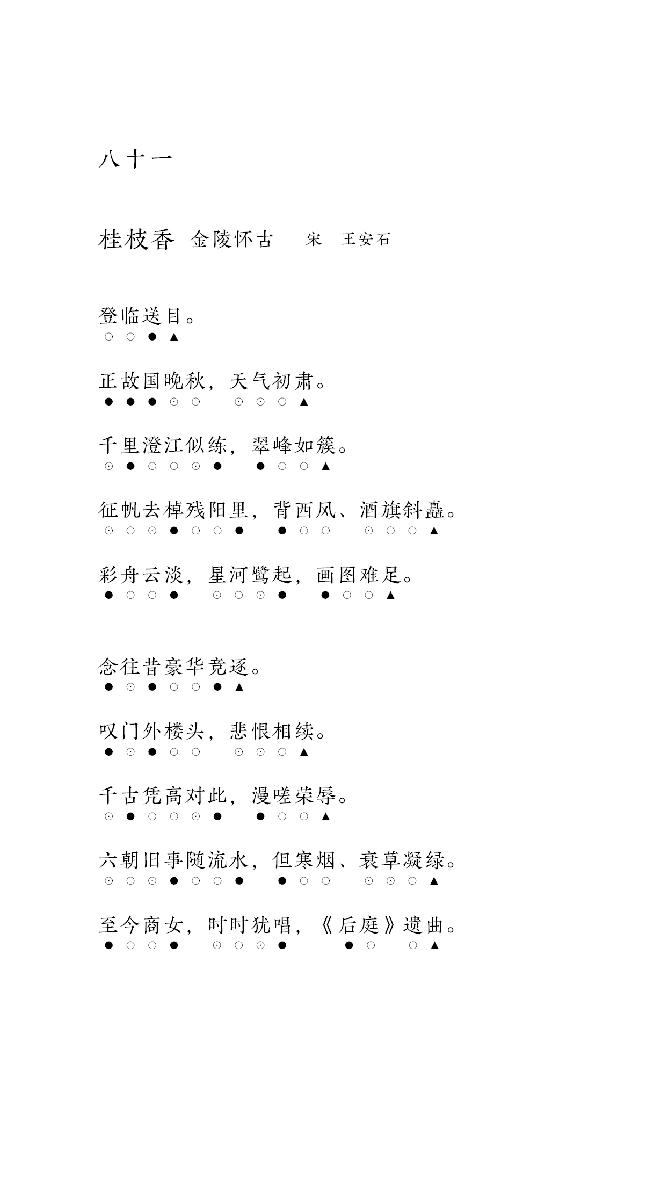 八十一
桂枝香 金陵怀古 宋 王安石
登临送目。
○○●▲
正故国晚秋，天气初肃。
●●●⊙○ ⊙⊙○▲
千里澄江似练，翠峰如簇。
⊙●○○⊙● ●○○▲
征帆去棹残阳里，背西风、酒旗斜矗。
⊙○⊙●○○● ●○○ ⊙○○▲
彩舟云淡，星河鹭起，画图难足。
●○○● ⊙○⊙● ●○○▲
念往昔豪华竞逐。
●⊙●○○●▲
叹门外楼头，悲恨相续。
●⊙●○○ ⊙⊙○▲
千古凭高对此，漫嗟荣辱。
⊙●○○⊙● ●○○▲
六朝旧事随流水，但寒烟、衰草凝绿。
⊙○⊙●○○● ●○○ ⊙⊙○▲
至今商女，时时犹唱，《后庭》遗曲。
●○○● ⊙○⊙● ●○ ○▲